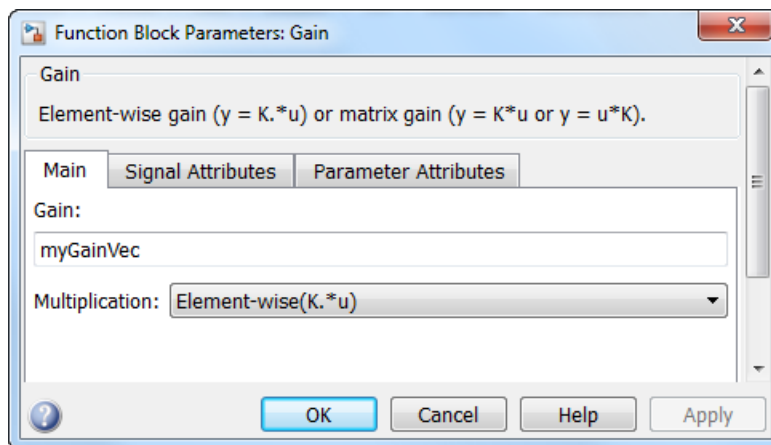 Function Block Parameters: Gain
Gain
Element-wise gain (y = K.*u) or matrix gain (y = K*u or y = u*K).
Main Signal Attributes Parameter Attributes
Gain:
myGainVec
Multiplication: Element-wise(K.*u)
? OK Cancel Help Apply